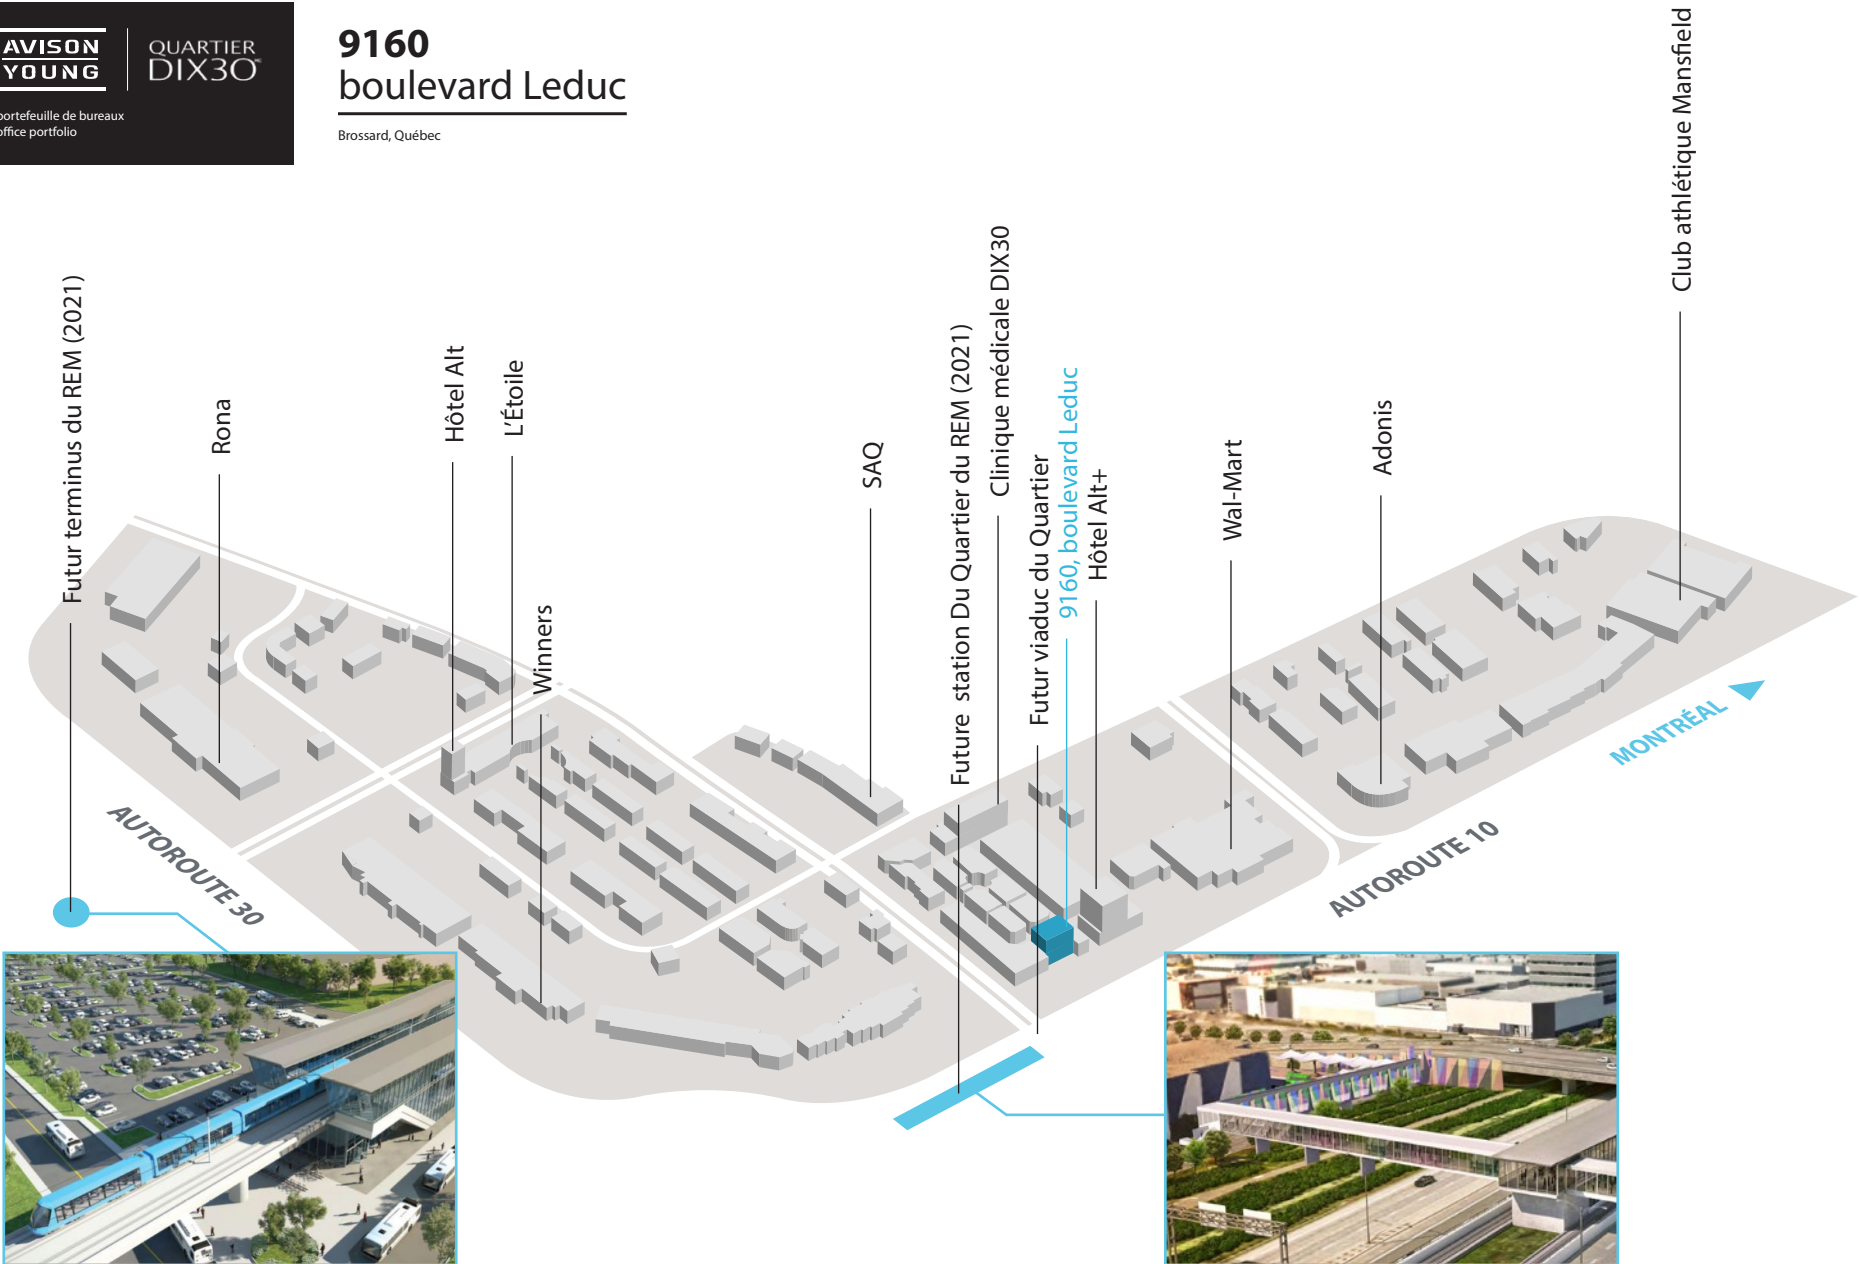 AVISON
YOUNG
QUARTIER
DIX30
portefeuille de bureaux
office portfolio
9160
boulevard Leduc
Brossard, Québec
Futur terminus du REM (2021)
Rona
Hôtel Alt
L'Étoile
Winners
SAQ
Future station Du Quartier du REM (2021)
Clinique médicale DIX30
Futur viaduc du Quartier
9160, boulevard Leduc
Hôtel Alt+
Wal-Mart
Adonis
Club athlétique Mansfield
MONTRÉAL
AUTOROUTE 30
AUTOROUTE 10